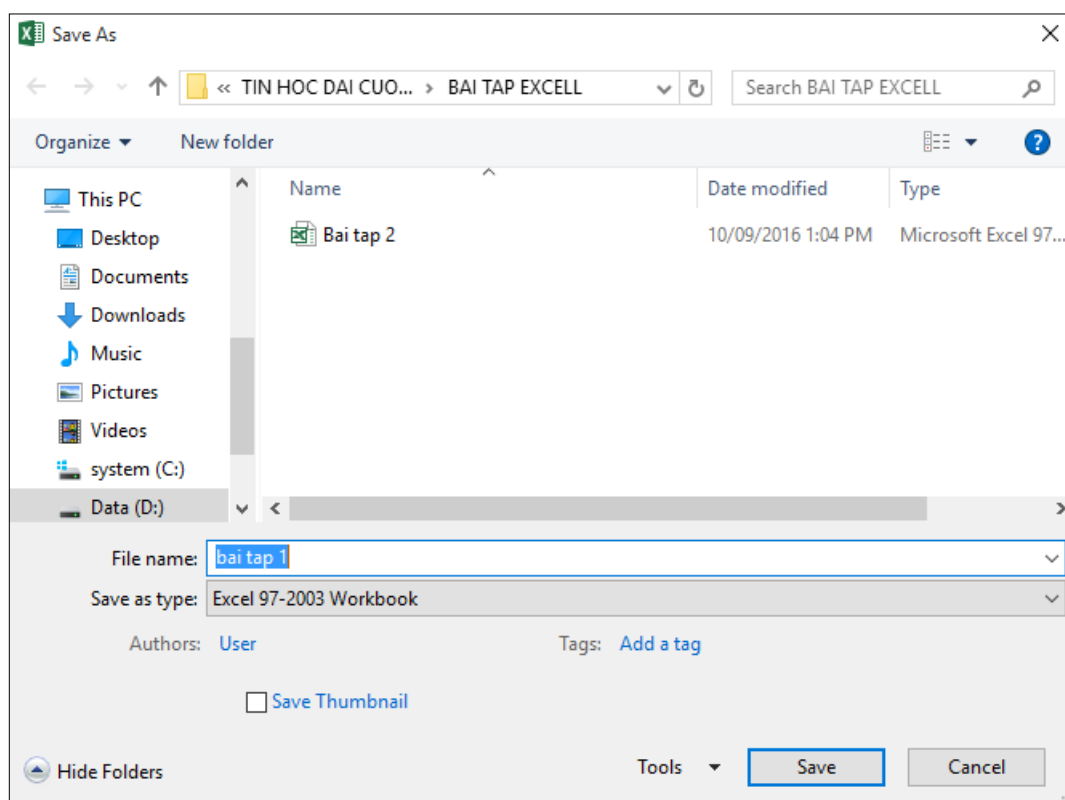 Save As
« TIN HOC DAI CUO... › BAI TAP EXCELL
Search BAI TAP EXCELL
Organize
New folder
?
This PC
Desktop
Documents
Downloads
Music
Pictures
Videos
system (C:)
Data (D:)
Name Date modified Type
Bai tap 2 10/09/2016 1:04 PM Microsoft Excel 97...
File name: bai tap 1
Save as type: Excel 97-2003 Workbook
Authors: User Tags: Add a tag
Save Thumbnail
Hide Folders
Tools
Save
Cancel